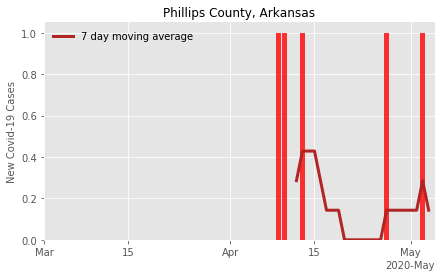 Phillips County, Arkansas
7 day moving average
New Covid-19 Cases
1.0
0.8
0.6
0.4
0.2
0.0
Mar
15
Apr
15
May
2020-May